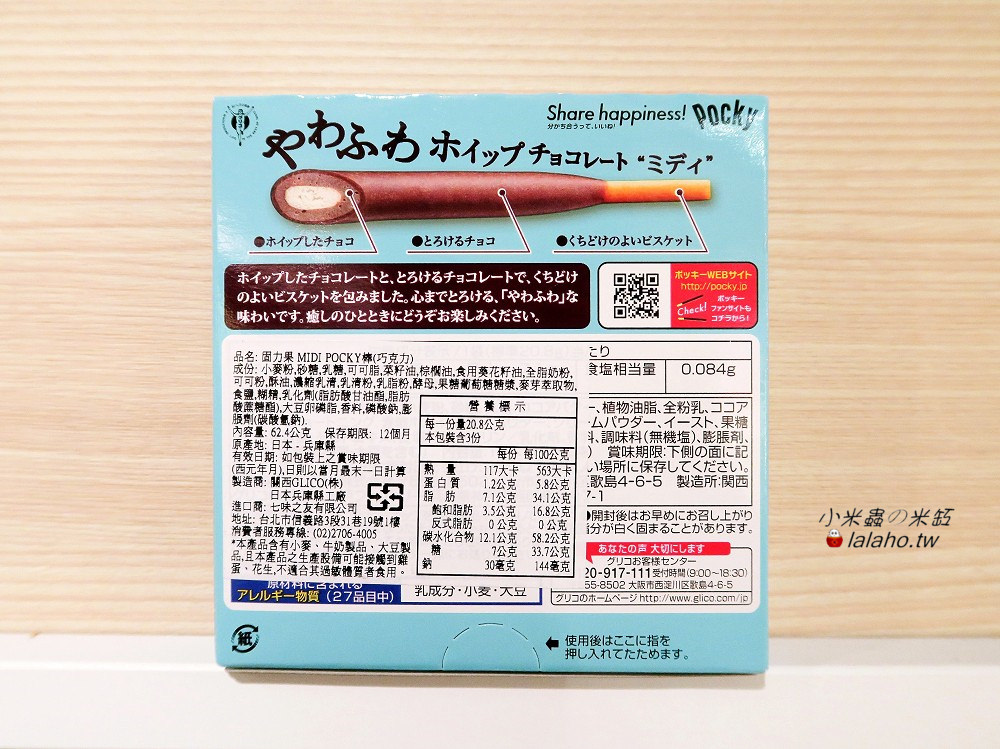 Share happiness! Pocky
分かち合うって、いいね!
やわふわ ホイップ チョコレート “ミディ”
●ホイップしたチョコ ●とろけるチョコ ●くちどけのよいビスケット
ホイップしたチョコレートと、とろけるチョコレートで、くちどけ
のよいビスケットを包みました。心までとろける、「やわふわ」な
味わいです。癒しのひとときにどうぞお楽しみください。
ポッキーWEBサイト
http://pocky.jp
Check!
ポッキー
ファンサイトも
コチラから!
品名: 固力果 MIDI POCKY棒(巧克力)
成份: 小麥粉,砂糖,乳糖,可可脂,菜籽油,棕櫚油,食用葵花籽油,全脂奶粉,
可可粉,酥油,濃縮乳清,乳清粉,乳脂粉,酵母,果糖葡萄糖糖漿,麥芽萃取物,
食鹽,糊精,乳化劑(脂肪酸甘油酯,脂肪
酸蔗糖酯),大豆卵磷脂,香料,磷酸鈉,膨
脹劑(碳酸氫銨).
內容量: 62.4公克 保存期限: 12個月
原產地: 日本-兵庫縣
有效日期: 如包裝上之賞味期限
(西元年月),日則以當月最末一日計算
製造商: 關西GLICO(株)
日本兵庫縣工廠
進口商: 七味之友有限公司
地址: 台北市信義路3段31巷19號1樓
消費者服務專線: (02)2706-4005
*本產品含有小麥、牛奶製品、大豆製
品,且本產品之生產設備可能接觸到雞
蛋、花生,不適合其過敏體質者食用。
營養標示
每一份量20.8公克
本包裝含3份
每份 每100公克
熱量 117大卡 563大卡
蛋白質 1.2公克 5.8公克
脂肪 7.1公克 34.1公克
飽和脂肪 3.5公克 16.8公克
反式脂肪 0公克 0公克
碳水化合物 12.1公克 58.2公克
糖 7公克 33.7公克
鈉 30毫克 144毫克
たり
食塩相当量 0.084g
ー、植物油脂、全粉乳、ココア
ムパウダー、イースト、果糖
料、調味料(無機塩)、膨脹剤、
) 賞味期限:下側の面に記
い場所に保存してください。
歌島4-6-5 製造所:関西
7-1
開封後はお早めにお召し上がり
分が白く固まることがあります。
あなたの声 大切にします
グリコお客様センター
20-917-111 受付時間(9:00~18:30)
55-8502 大阪市西淀川区歌島4-6-5
グリコのホームページ http://www.glico.com/jp
原材料に含まれる
アレルギー物質(27品目中)
乳成分・小麦・大豆
紙
使用後はここに指を
押し入れてたためます。
小米蟲の米缸
lalaho.tw